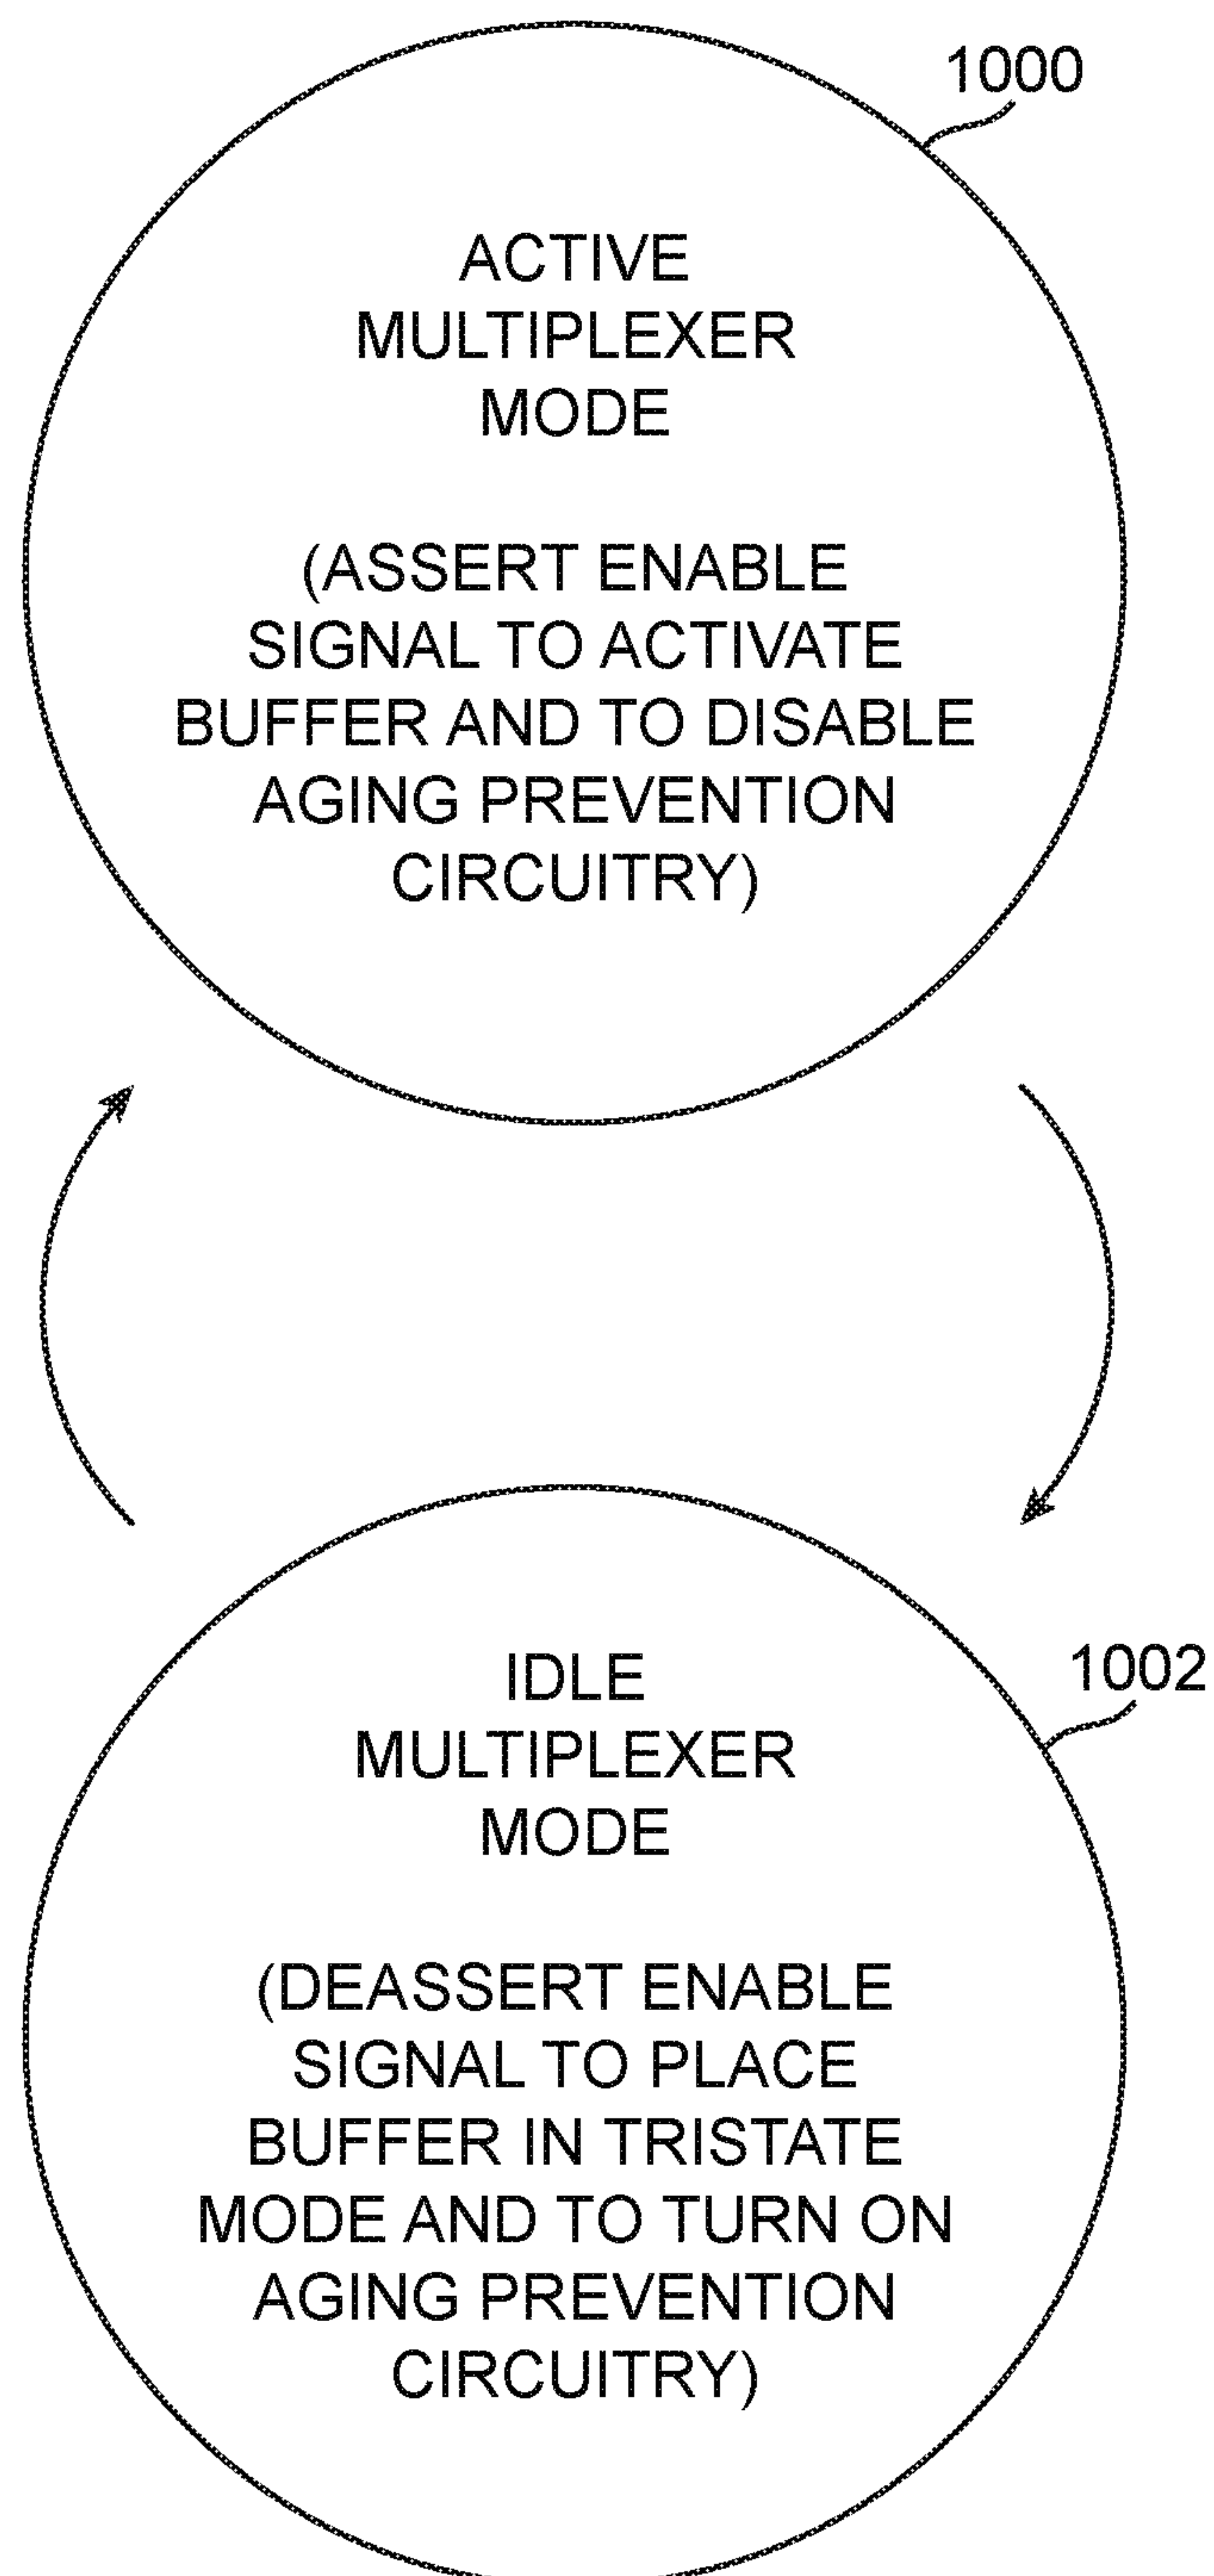 1000
ACTIVE
MULTIPLEXER
MODE
(ASSERT ENABLE
SIGNAL TO ACTIVATE
BUFFER AND TO DISABLE
AGING PREVENTION
CIRCUITRY)
1002
IDLE
MULTIPLEXER
MODE
(DEASSERT ENABLE
SIGNAL TO PLACE
BUFFER IN TRISTATE
MODE AND TO TURN ON
AGING PREVENTION
CIRCUITRY)